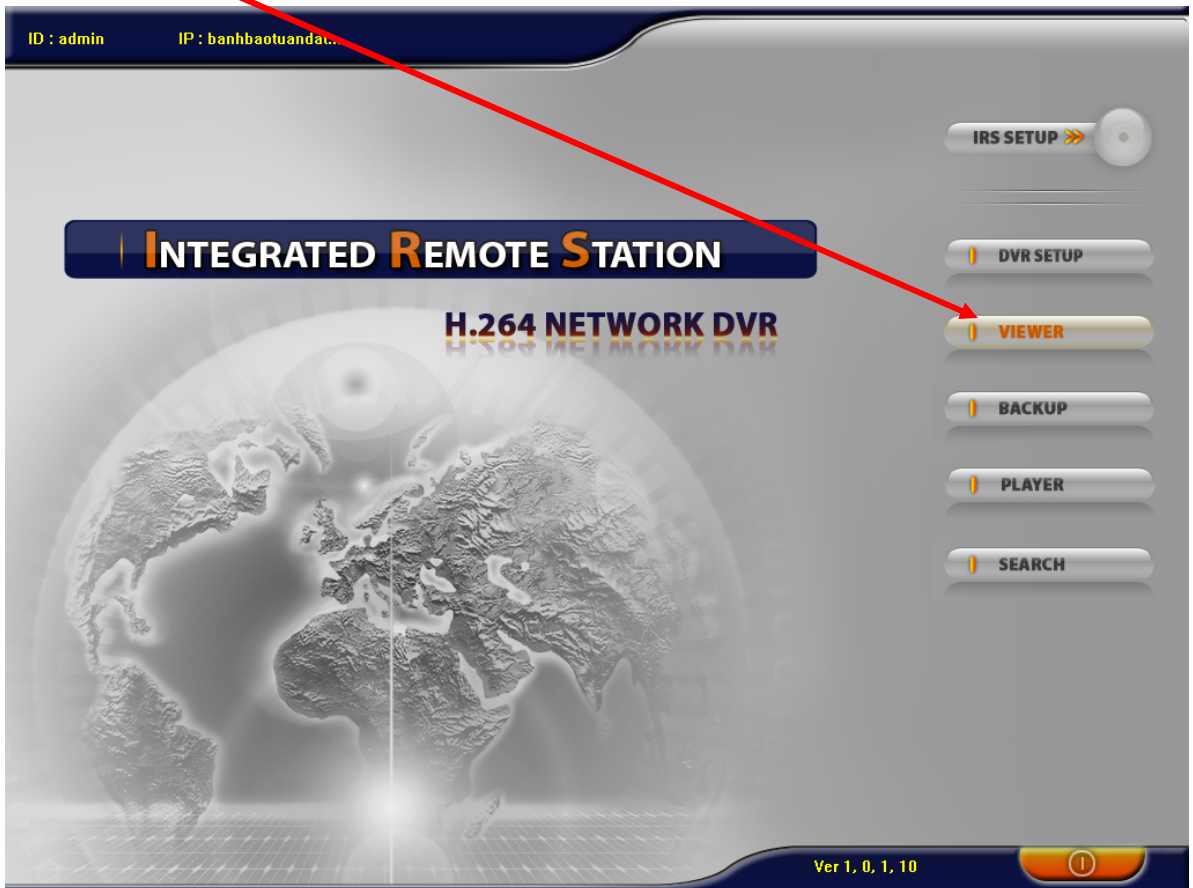 ID : admin IP : banhbaotuandat...
IRS SETUP
INTEGRATED REMOTE STATION
DVR SETUP
H.264 NETWORK DVR
VIEWER
BACKUP
PLAYER
SEARCH
Ver 1, 0, 1, 10